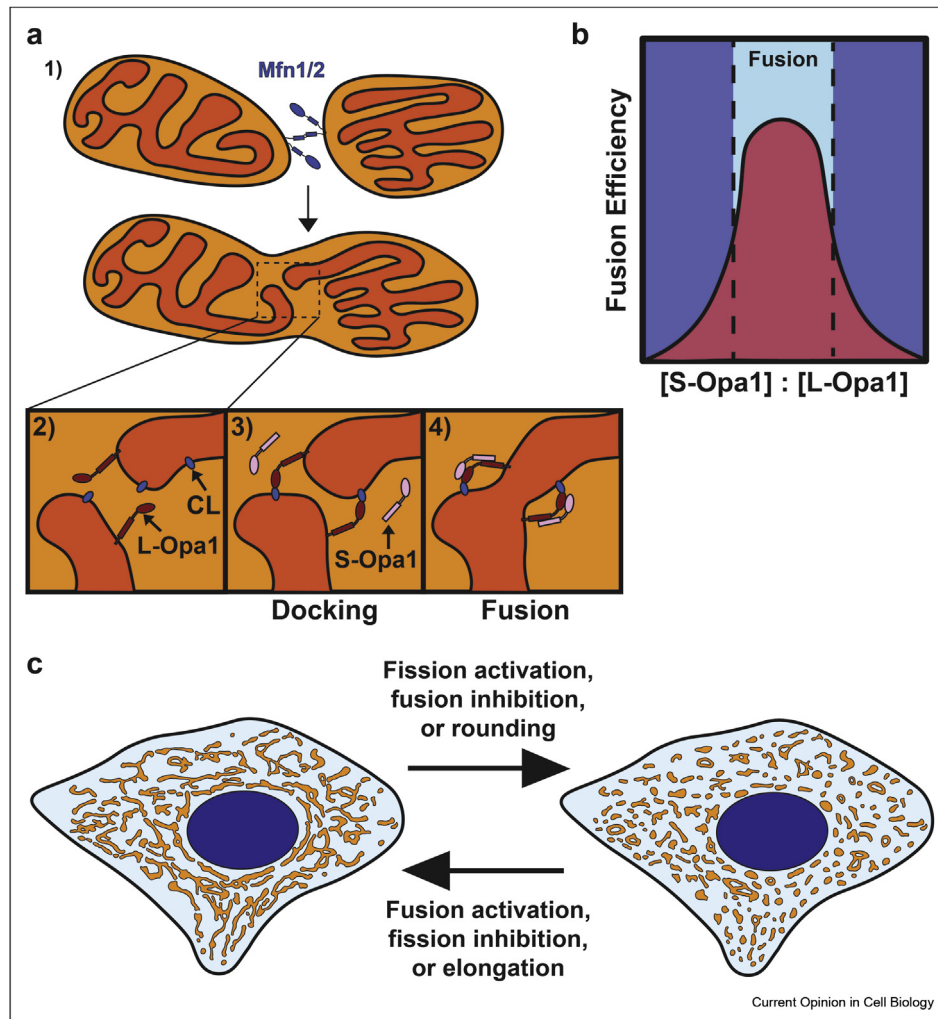 a
1)
Mfn1/2
b
Fusion
Fusion Efficiency
[S-Opa1] : [L-Opa1]
2)
CL
L-Opa1
3)
S-Opa1
4)
Docking
Fusion
c
Fission activation,
fusion inhibition,
or rounding
Fusion activation,
fission inhibition,
or elongation
Current Opinion in Cell Biology